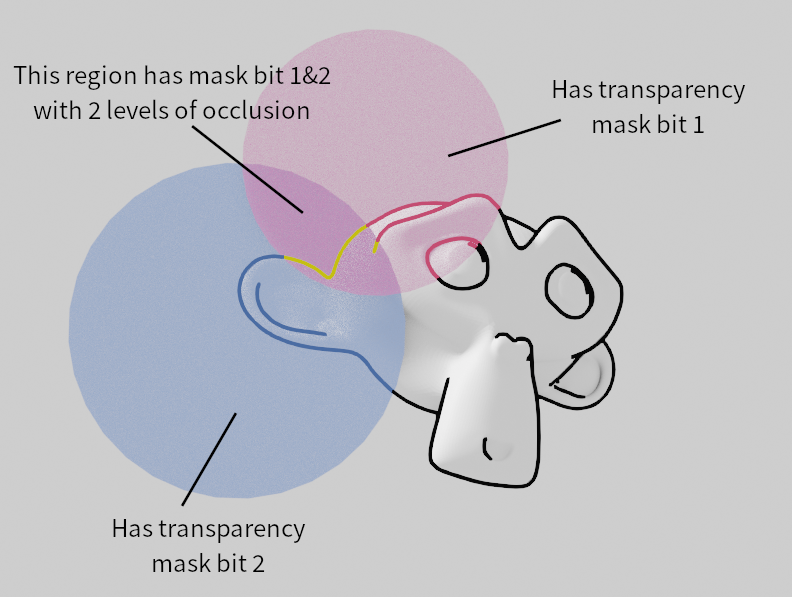 This region has mask bit 1&2
with 2 levels of occlusion
Has transparency
mask bit 1
Has transparency
mask bit 2